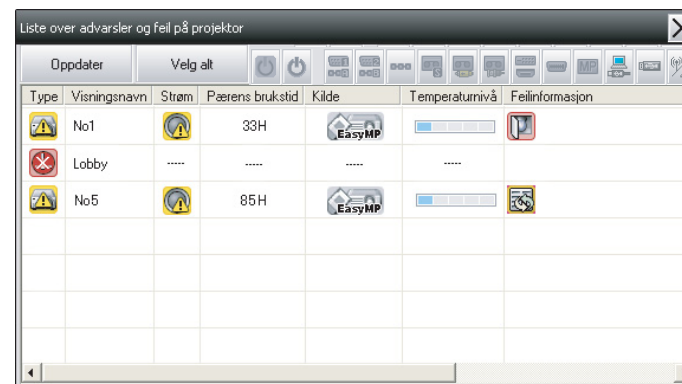 Liste over advarsler og feil på projektor
Oppdater Velg alt MP
Type Visningsnavn Strøm Pærens brukstid Kilde Temperaturnivå Feilinformasjon
No1 33H EasyMP
Lobby ----- ----- ----- -----
No5 85H EasyMP